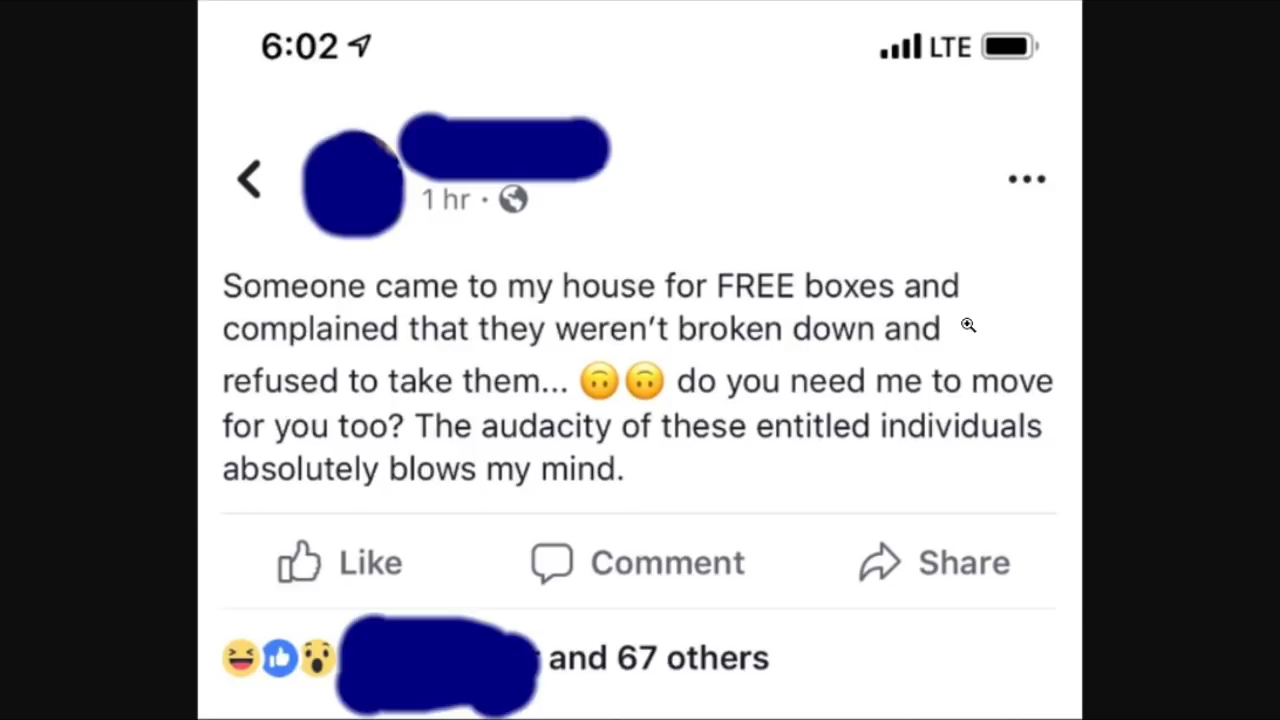 6:02
LTE
1 hr ·
Someone came to my house for FREE boxes and
complained that they weren't broken down and
refused to take them... 🙃🙃 do you need me to move
for you too? The audacity of these entitled individuals
absolutely blows my mind.
Like Comment Share
and 67 others